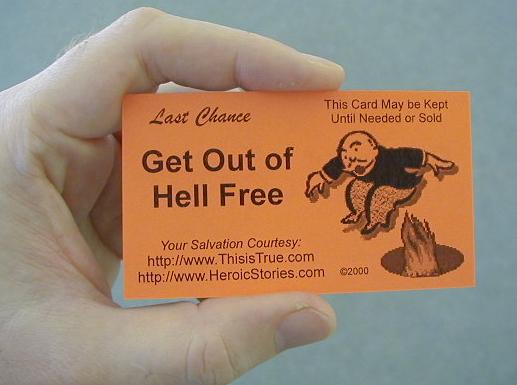 Last Chance
This Card May be Kept
Until Needed or Sold
Get Out of
Hell Free
Your Salvation Courtesy:
http://www.ThisisTrue.com
http://www.HeroicStories.com
©2000